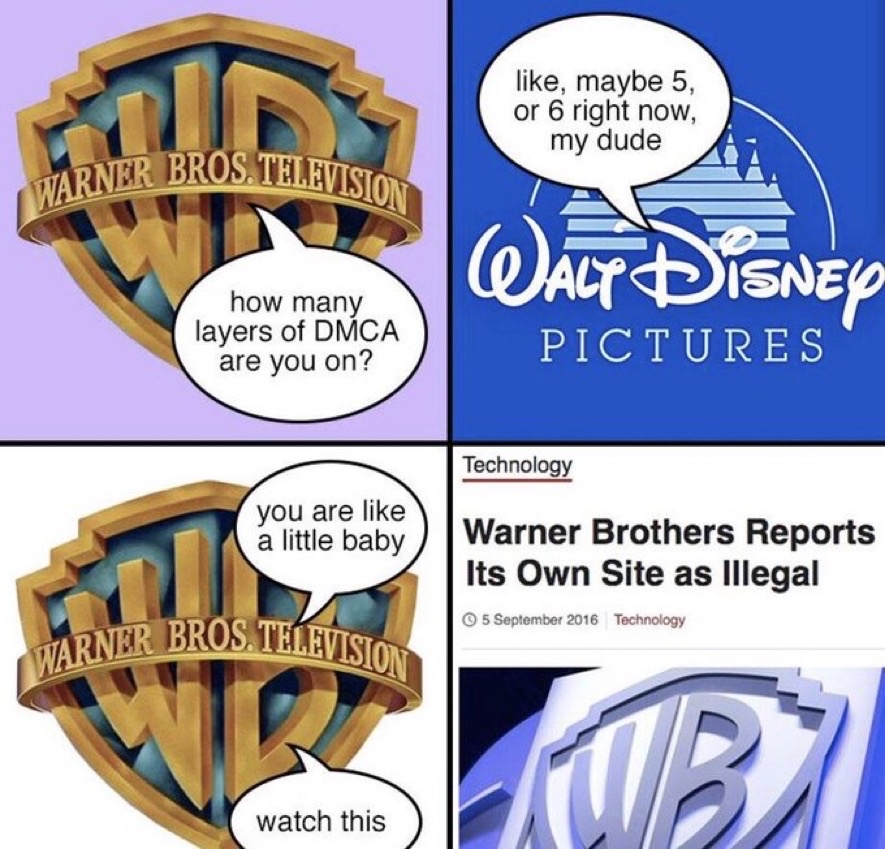 WARNER BROS. TELEVISION
how many
layers of DMCA
are you on?
like, maybe 5,
or 6 right now,
my dude
WALT DISNEY
PICTURES
you are like
a little baby
WARNER BROS. TELEVISION
watch this
Technology
Warner Brothers Reports
Its Own Site as Illegal
5 September 2016 Technology
WB